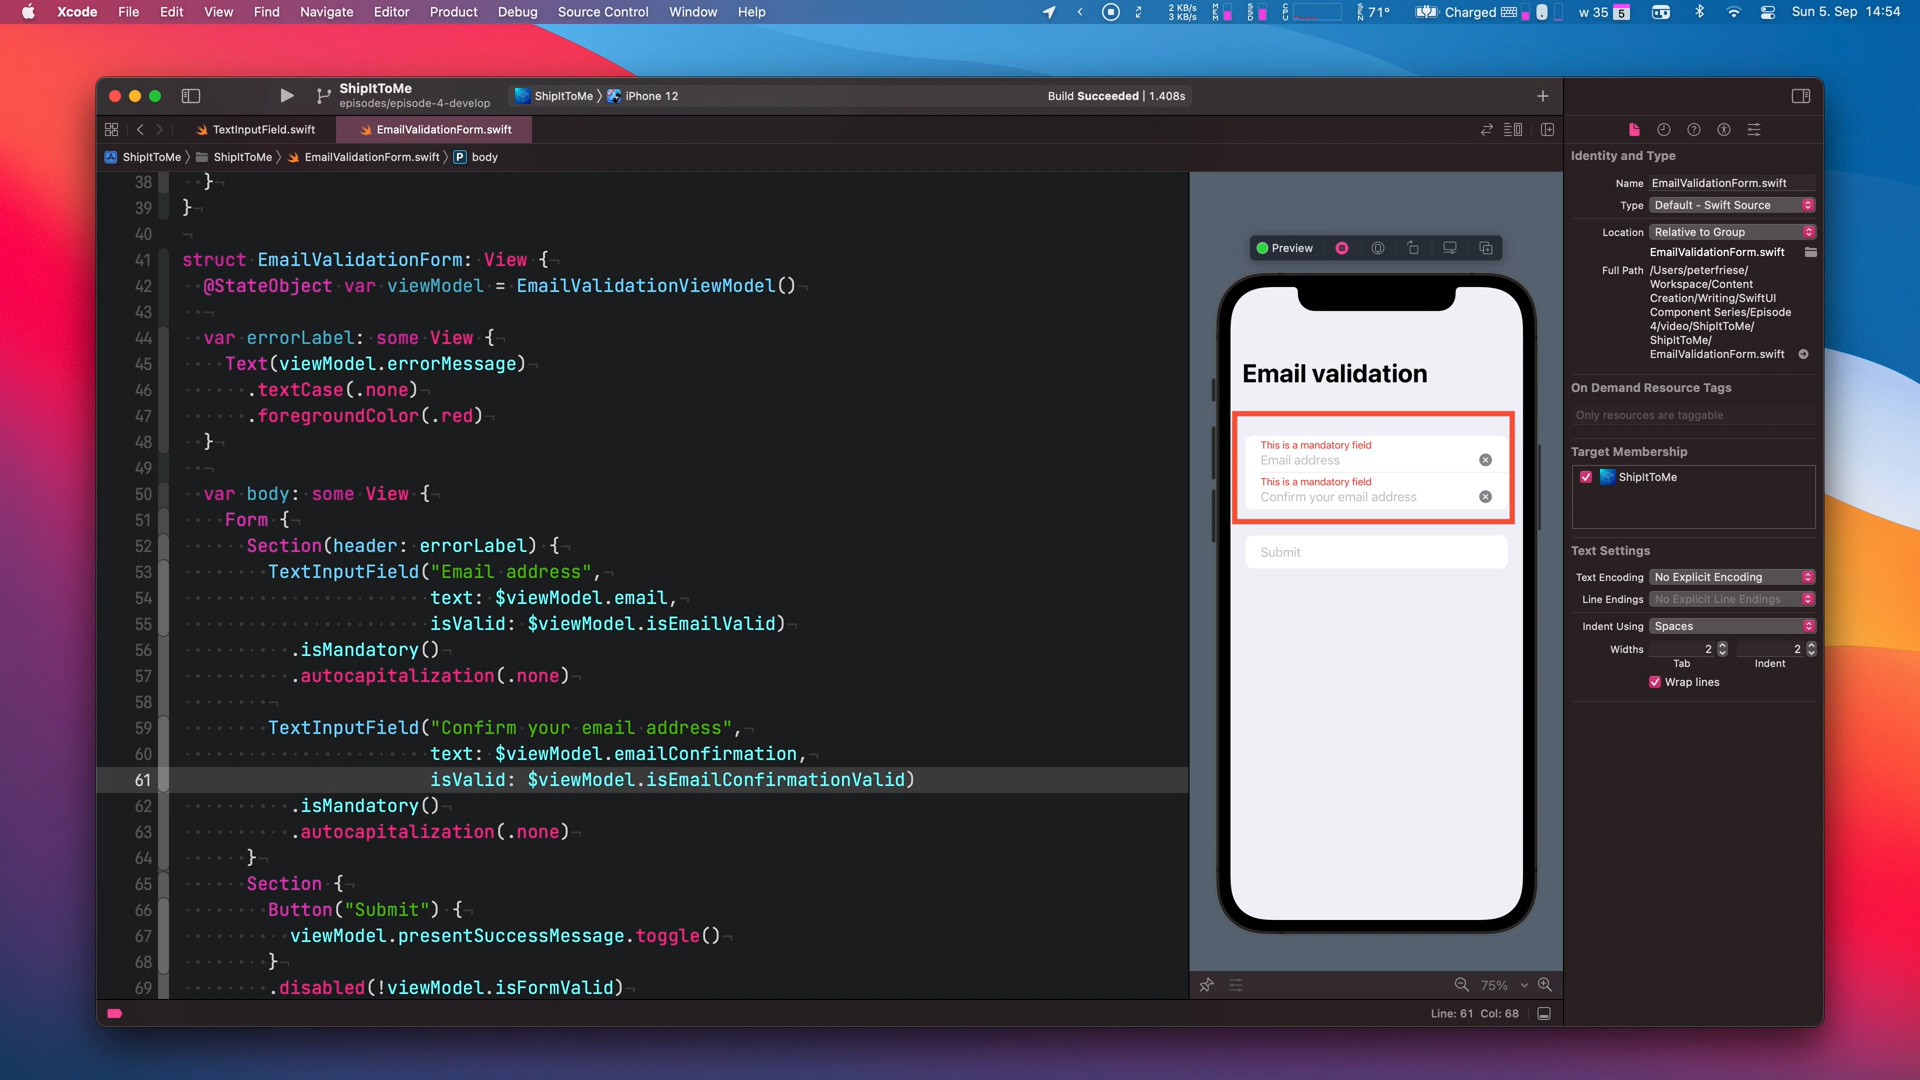 Xcode File Edit View Find Navigate Editor Product Debug Source Control Window Help
2 KB/s
3 KB/s
MEM SSD CPU SEN 71° Charged w 35 5 Sun 5. Sep 14:54
ShipItToMe
episodes/episode-4-develop
ShipItToMe › iPhone 12
Build Succeeded | 1.408s
TextInputField.swift
EmailValidationForm.swift
ShipItToMe › ShipItToMe › EmailValidationForm.swift › P body
38 }
39 }
40
41 struct EmailValidationForm: View {
42 @StateObject var viewModel = EmailValidationViewModel()
43
44 var errorLabel: some View {
45 Text(viewModel.errorMessage)
46 .textCase(.none)
47 .foregroundColor(.red)
48 }
49
50 var body: some View {
51 Form {
52 Section(header: errorLabel) {
53 TextInputField("Email address",
54 text: $viewModel.email,
55 isValid: $viewModel.isEmailValid)
56 .isMandatory()
57 .autocapitalization(.none)
58
59 TextInputField("Confirm your email address",
60 text: $viewModel.emailConfirmation,
61 isValid: $viewModel.isEmailConfirmationValid)
62 .isMandatory()
63 .autocapitalization(.none)
64 }
65 Section {
66 Button("Submit") {
67 viewModel.presentSuccessMessage.toggle()
68 }
69 .disabled(!viewModel.isFormValid)
Preview
Email validation
This is a mandatory field
Email address
This is a mandatory field
Confirm your email address
Submit
75%
Line: 61 Col: 68
Identity and Type
Name EmailValidationForm.swift
Type Default - Swift Source
Location Relative to Group
EmailValidationForm.swift
Full Path /Users/peterfriese/
Workspace/Content
Creation/Writing/SwiftUI
Component Series/Episode
4/video/ShipItToMe/
ShipItToMe/
EmailValidationForm.swift
On Demand Resource Tags
Only resources are taggable
Target Membership
ShipItToMe
Text Settings
Text Encoding No Explicit Encoding
Line Endings No Explicit Line Endings
Indent Using Spaces
Widths 2 2
Tab Indent
Wrap lines